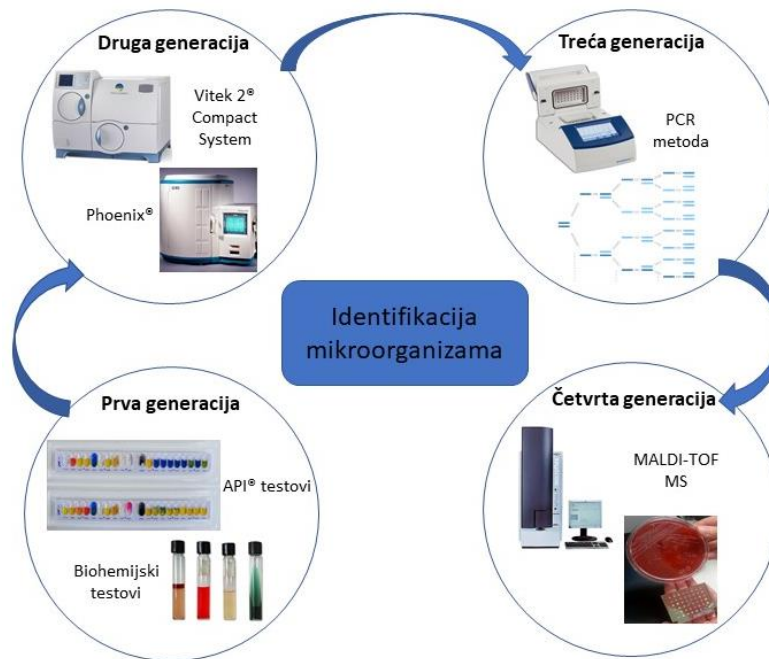 Druga generacija
Vitek 2®
Compact
System
Phoenix®
Treća generacija
PCR
metoda
Identifikacija
mikroorganizama
Prva generacija
API® testovi
Biohemijski
testovi
Četvrta generacija
MALDI-TOF
MS